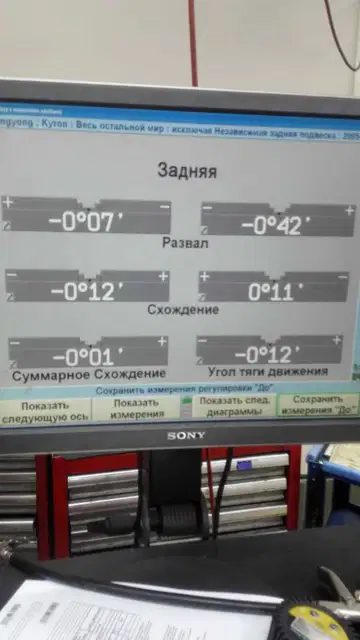 ngyong : Kyron : Весь остальной мир : исключая Независимая задняя подвеска : 2005-
Задняя
-0°07' -0°42'
Развал
-0°12' 0°11'
Схождение
-0°01' -0°12'
Суммарное Схождение Угол тяги движения
Сохранить измерения регулировки "До".
Показать следующую ось
Показать измерения
Показать след. диаграммы
Сохранить измерения "До"
SONY